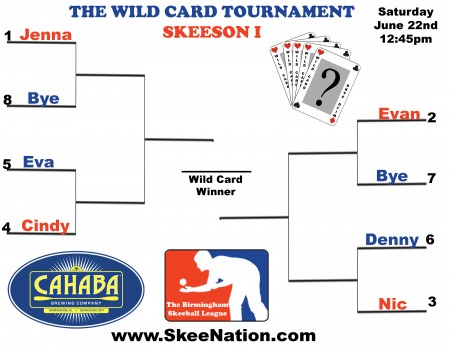 THE WILD CARD TOURNAMENT
SKEESON I
Saturday
June 22nd
12:45pm
1 Jenna
8 Bye
5 Eva
4 Cindy
Wild Card
Winner
Evan 2
Bye 7
Denny 6
Nic 3
?
CAHABA
BREWING COMPANY
The Birmingham
Skeeball League
www.SkeeNation.com